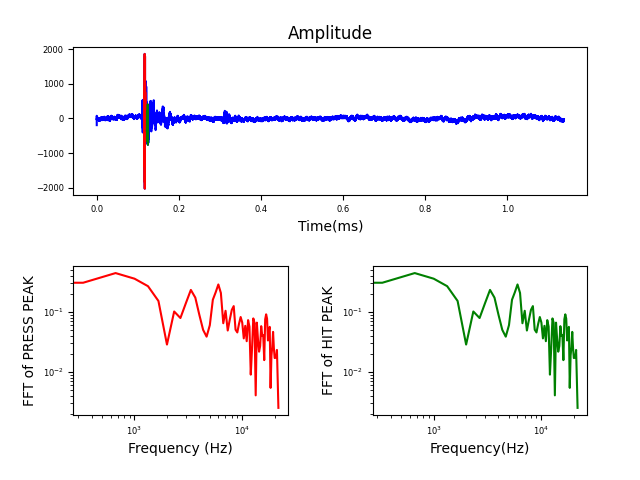 Amplitude
2000
1000
0
−1000
−2000
0.0 0.2 0.4 0.6 0.8 1.0
Time(ms)
FFT of PRESS PEAK
10⁻¹
10⁻²
10³ 10⁴
Frequency (Hz)
FFT of HIT PEAK
10⁻¹
10⁻²
10³ 10⁴
Frequency(Hz)